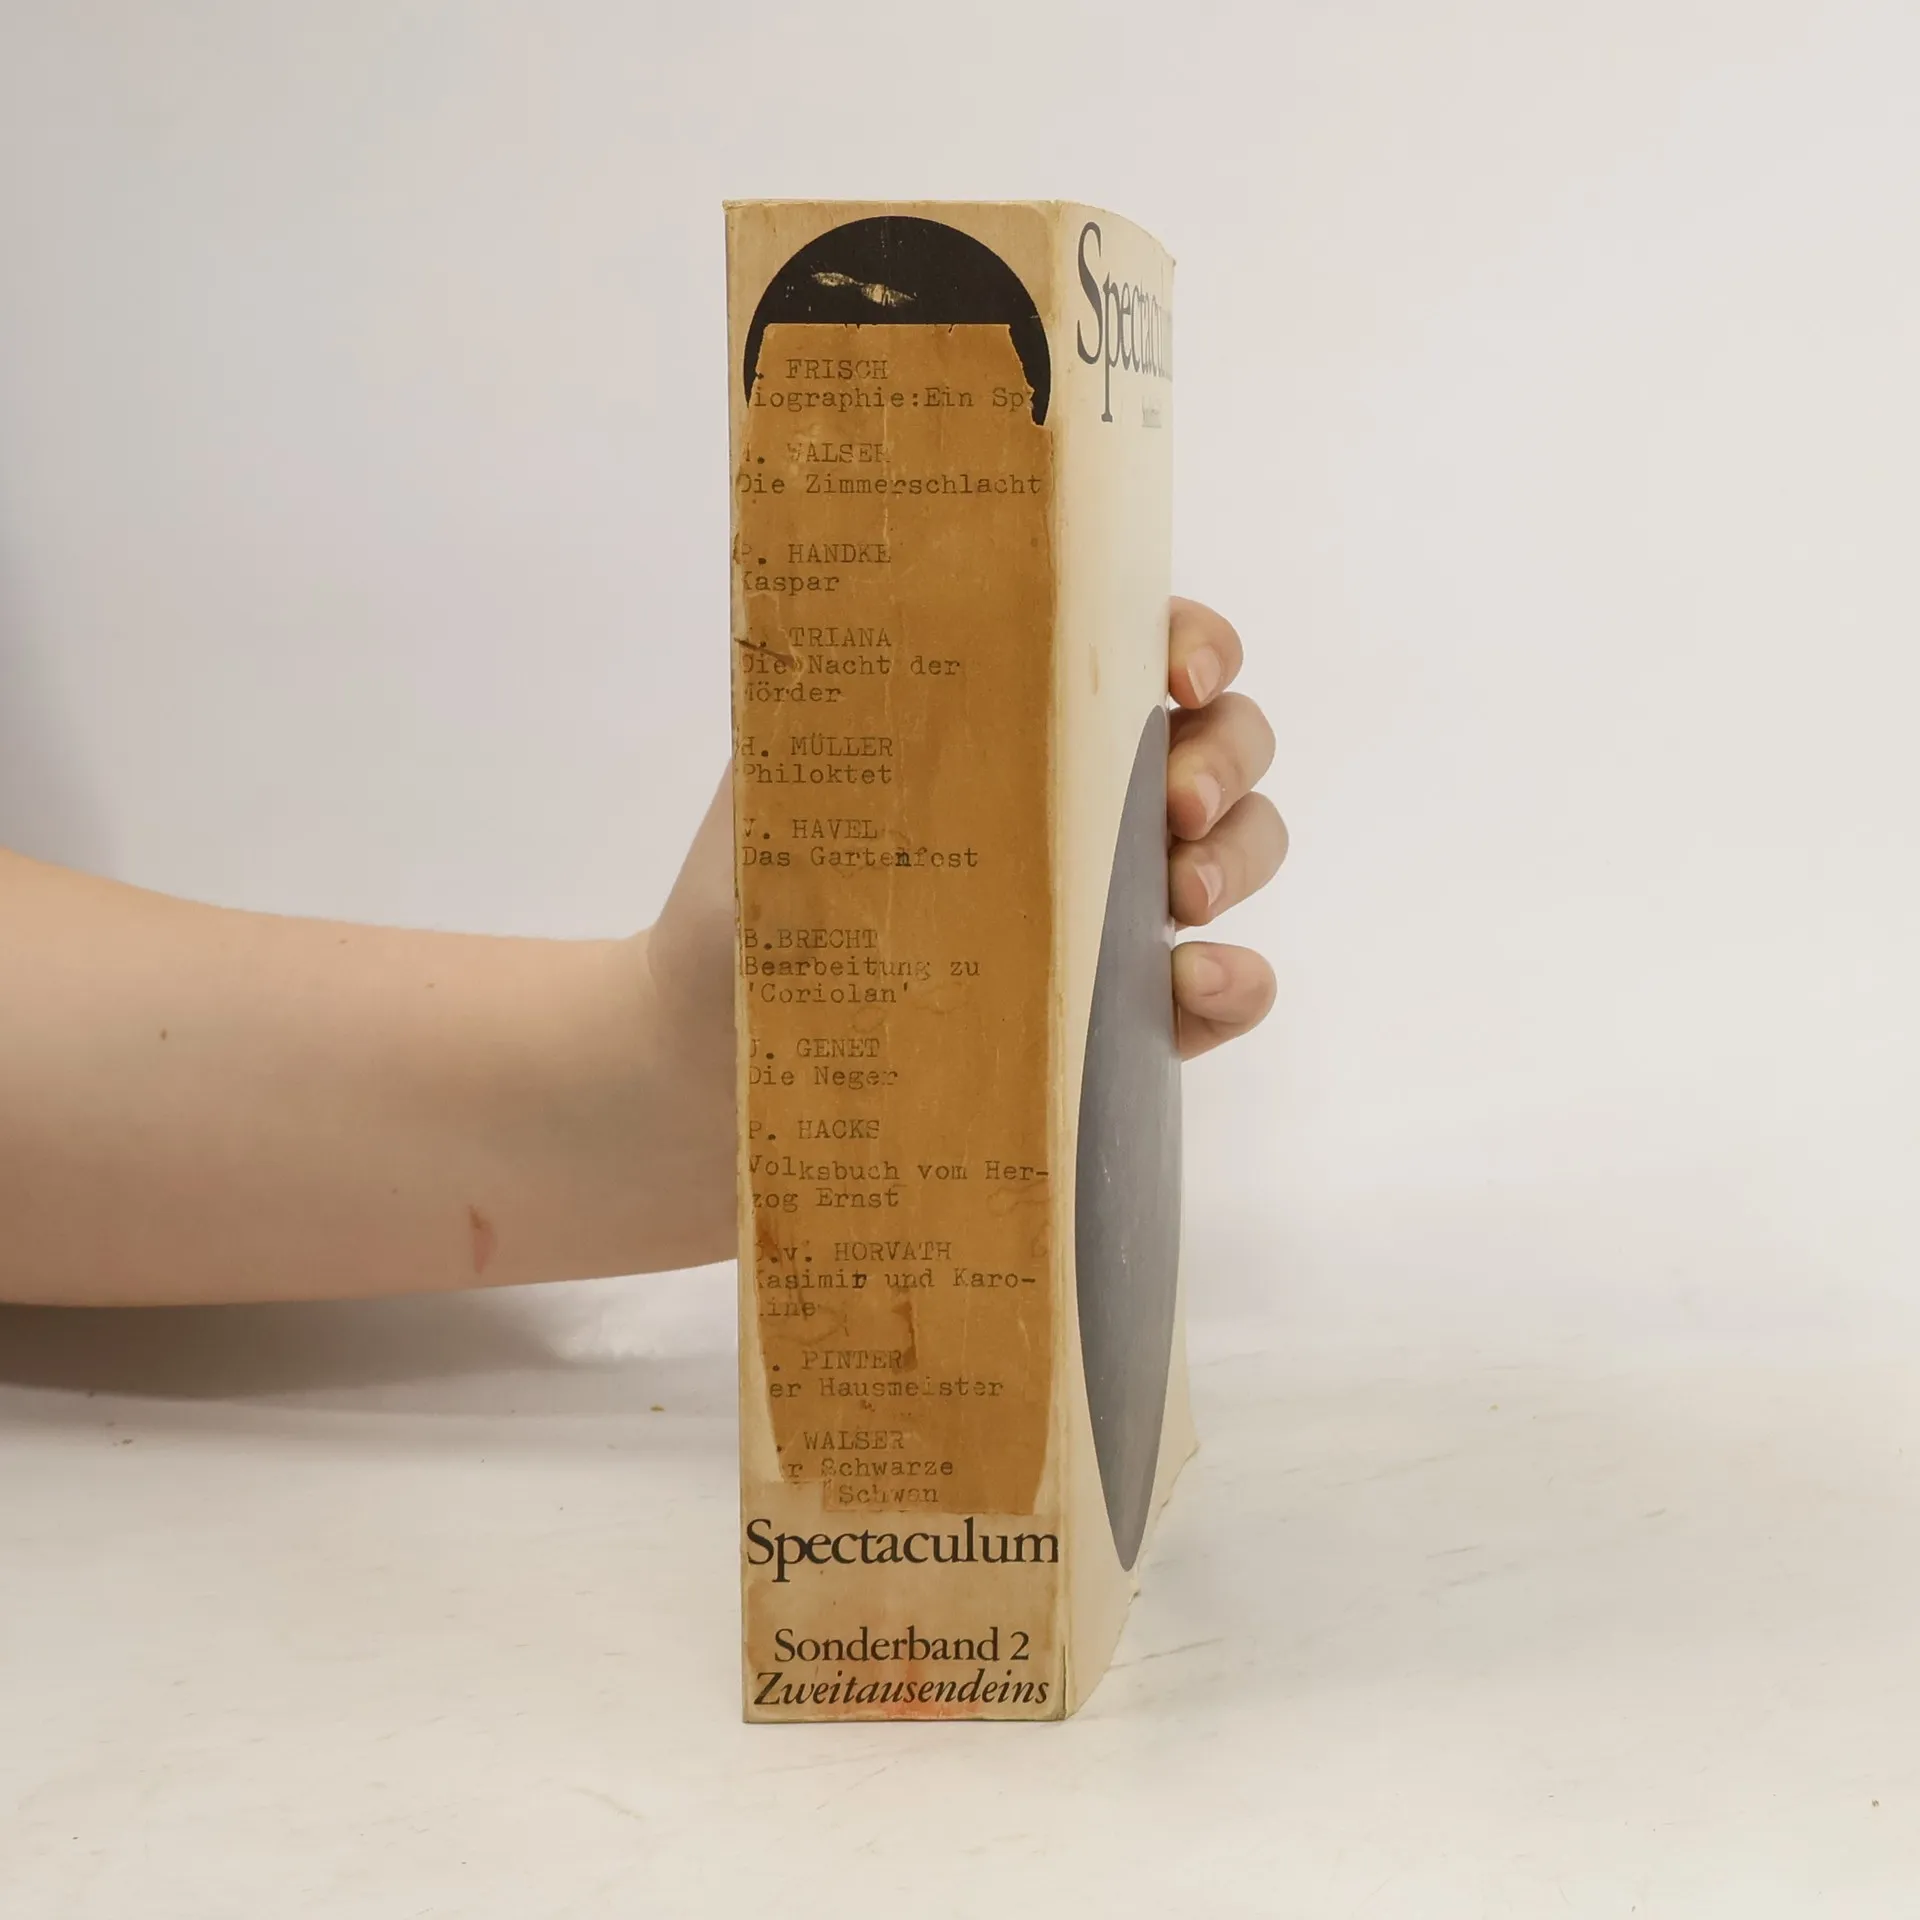 . FRISCH
iographie:Ein Sp
. WALSER
Die Zimmerschlacht
P. HANDKE
Kaspar
. TRIANA
Die Nacht der
Mörder
H. MÜLLER
Philoktet
V. HAVEL
Das Gartenfest
B.BRECHT
Bearbeitung zu
'Coriolan'
J. GENET
Die Neger
P. HACKS
Volksbuch vom Her-
zog Ernst
Ö.v. HORVATH
Kasimir und Karo-
line
. PINTER
er Hausmeister
. WALSER
r Schwarze
Schwan
Spectaculum
Sonderband 2
Zweitausendeins
Spectaculum